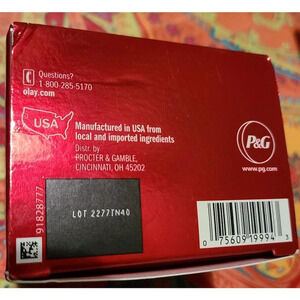 Questions?
1-800-285-5170
olay.com
USA
Manufactured in USA from
local and imported ingredients
Distr. by
PROCTER & GAMBLE,
CINCINNATI, OH 45202
P&G
www.pg.com
91828777
LOT 2277TN40
0 75609 19994 3